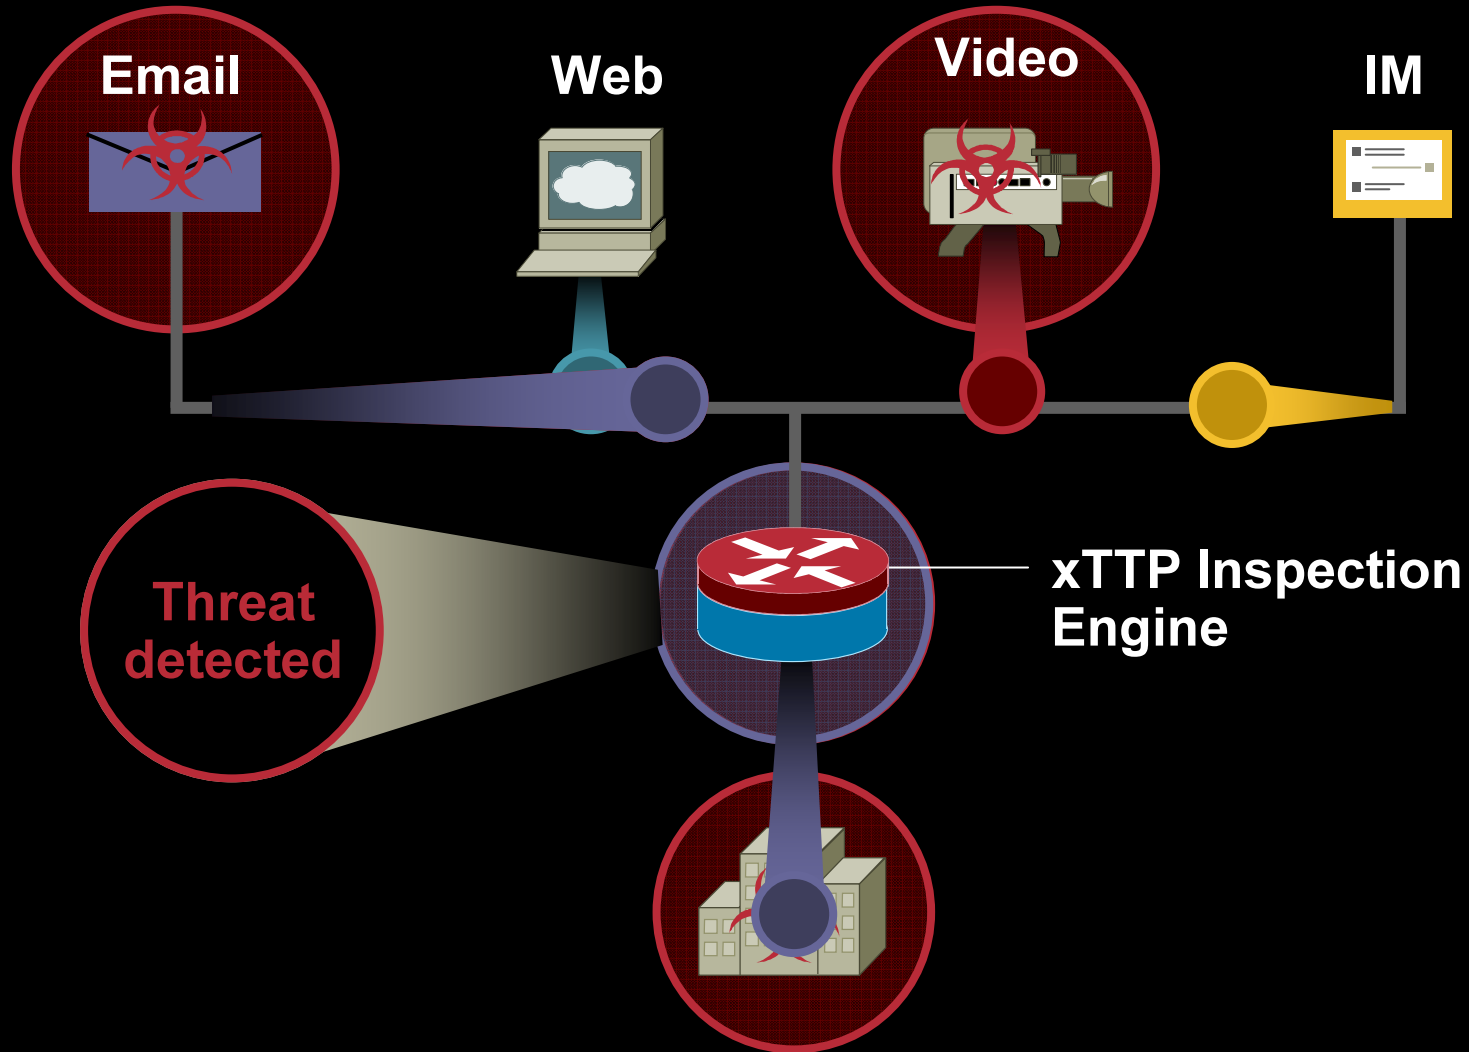 Email
Web
Video
IM
Threat
detected
xTTP Inspection
Engine